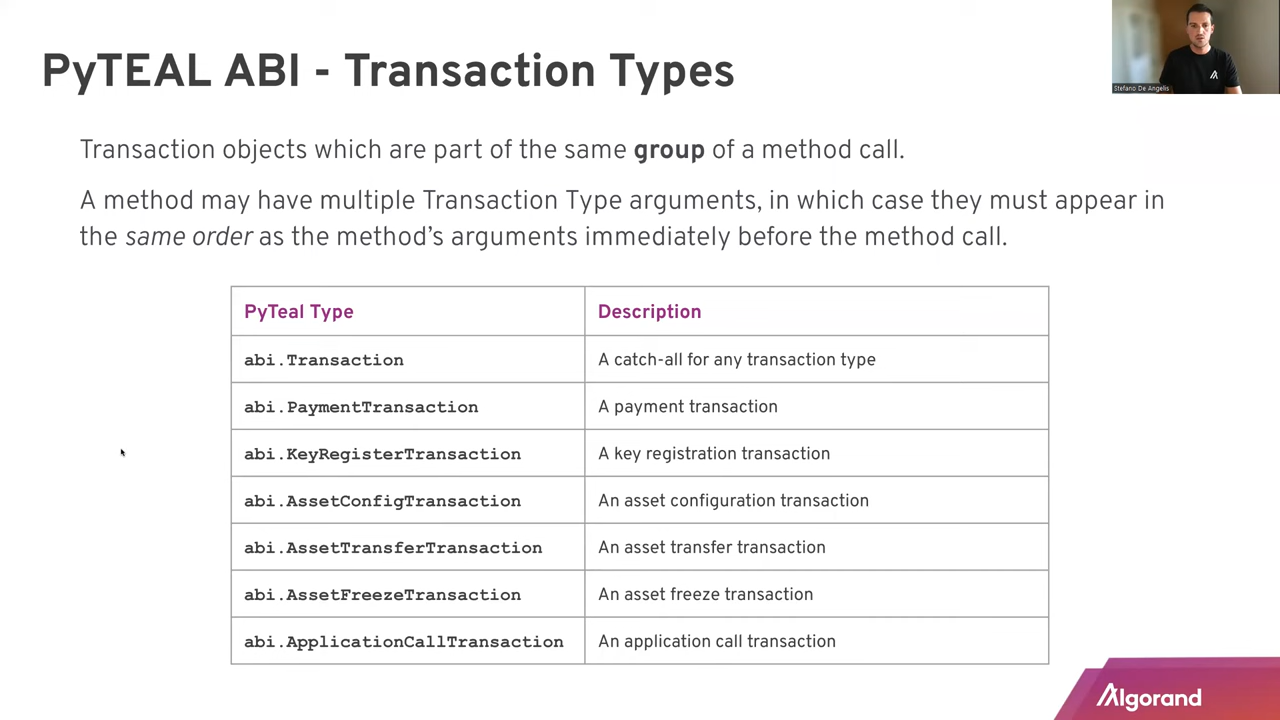 PyTEAL ABI - Transaction Types
Stefano De Angelis
Transaction objects which are part of the same group of a method call.
A method may have multiple Transaction Type arguments, in which case they must appear in
the same order as the method's arguments immediately before the method call.
PyTeal Type Description
abi.Transaction A catch-all for any transaction type
abi.PaymentTransaction A payment transaction
abi.KeyRegisterTransaction A key registration transaction
abi.AssetConfigTransaction An asset configuration transaction
abi.AssetTransferTransaction An asset transfer transaction
abi.AssetFreezeTransaction An asset freeze transaction
abi.ApplicationCallTransaction An application call transaction
Algorand